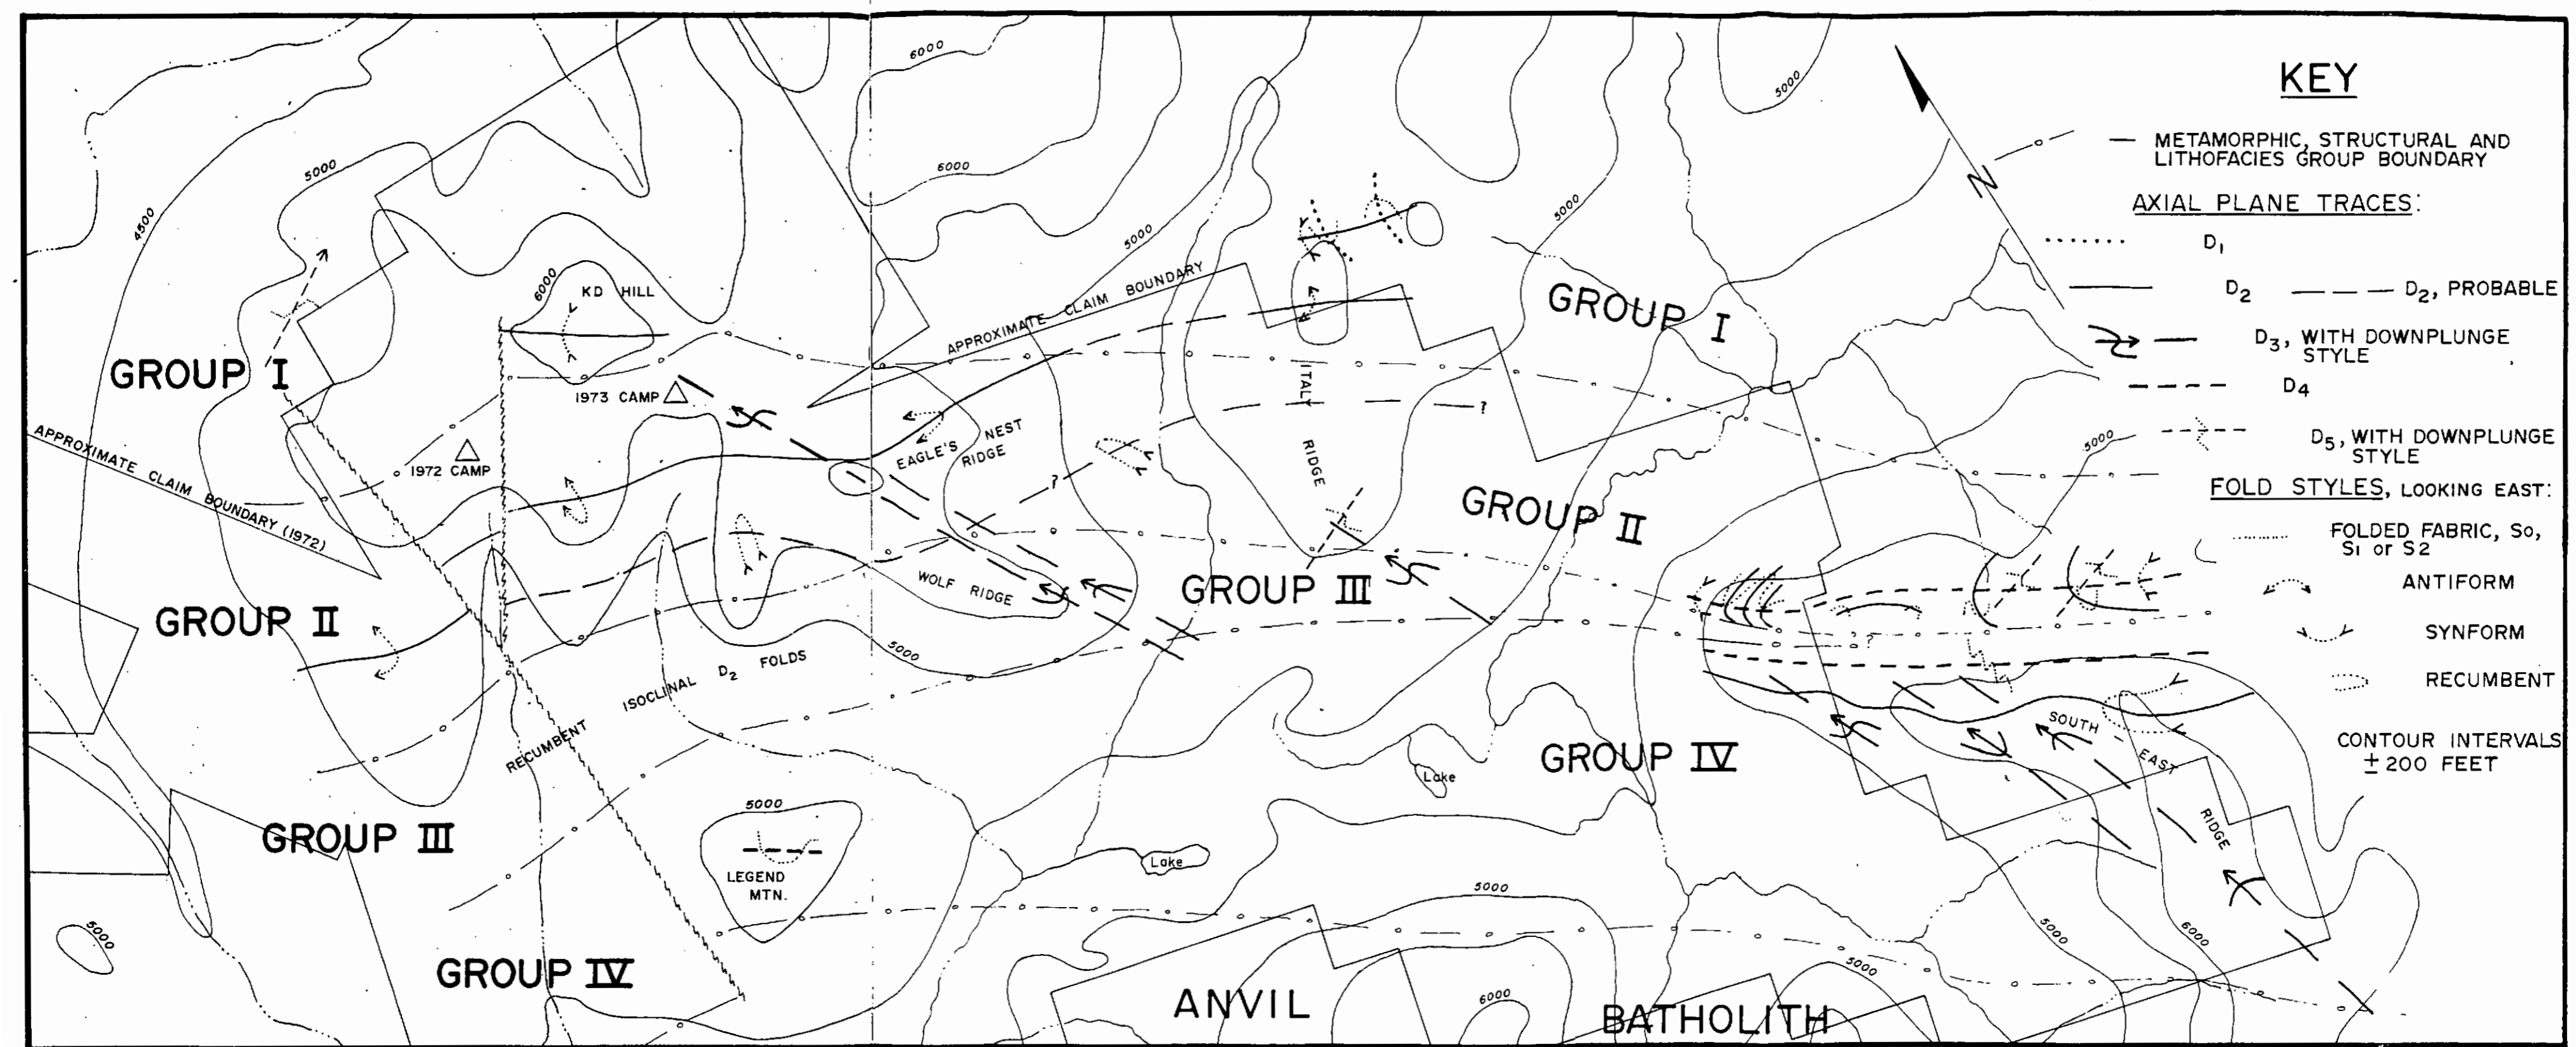 KEY
METAMORPHIC, STRUCTURAL AND
LITHOFACIES GROUP BOUNDARY
AXIAL PLANE TRACES:
D1
D2
D2, PROBABLE
D3, WITH DOWNPLUNGE
STYLE
D4
D5, WITH DOWNPLUNGE
STYLE
FOLD STYLES, LOOKING EAST:
FOLDED FABRIC, So,
S1 or S2
ANTIFORM
SYNFORM
RECUMBENT
CONTOUR INTERVALS
± 200 FEET
N
6000
5000
5000
6000
4500
5000
5000
6000
KD HILL
APPROXIMATE CLAIM BOUNDARY
GROUP I
GROUP I
1973 CAMP
ITALY
RIDGE
?
EAGLE'S NEST
RIDGE
1972 CAMP
APPROXIMATE CLAIM BOUNDARY (1972)
?
5000
GROUP II
WOLF RIDGE
GROUP III
GROUP II
?
5000
RECUMBENT ISOCLINAL D2 FOLDS
SOUTH
EAST
RIDGE
GROUP IV
Lake
5000
GROUP III
LEGEND
MTN.
Lake
5000
5000
5000
6000
GROUP IV
5000
6000
ANVIL BATHOLITH